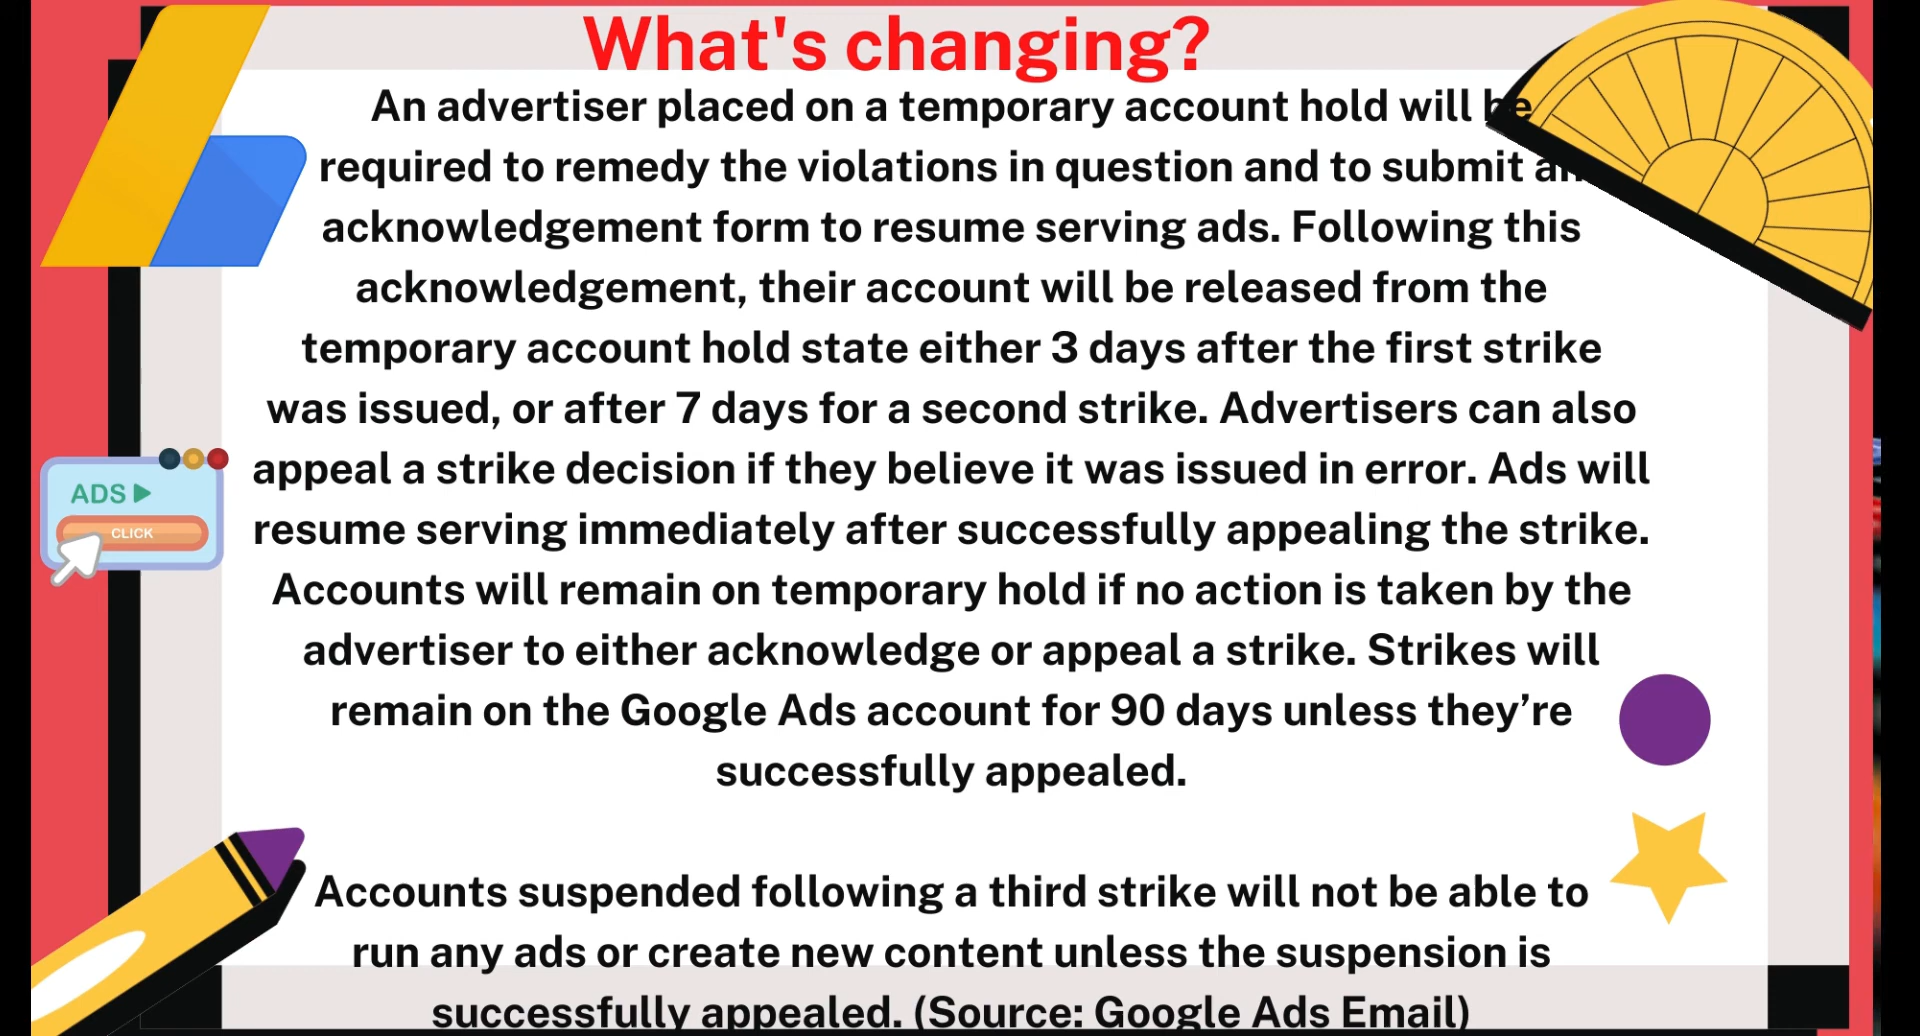 What's changing?
An advertiser placed on a temporary account hold will be
required to remedy the violations in question and to submit an
acknowledgement form to resume serving ads. Following this
acknowledgement, their account will be released from the
temporary account hold state either 3 days after the first strike
was issued, or after 7 days for a second strike. Advertisers can also
appeal a strike decision if they believe it was issued in error. Ads will
resume serving immediately after successfully appealing the strike.
ADS
CLICK
Accounts will remain on temporary hold if no action is taken by the
advertiser to either acknowledge or appeal a strike. Strikes will
remain on the Google Ads account for 90 days unless they’re
successfully appealed.
Accounts suspended following a third strike will not be able to
run any ads or create new content unless the suspension is
successfully appealed. (Source: Google Ads Email)